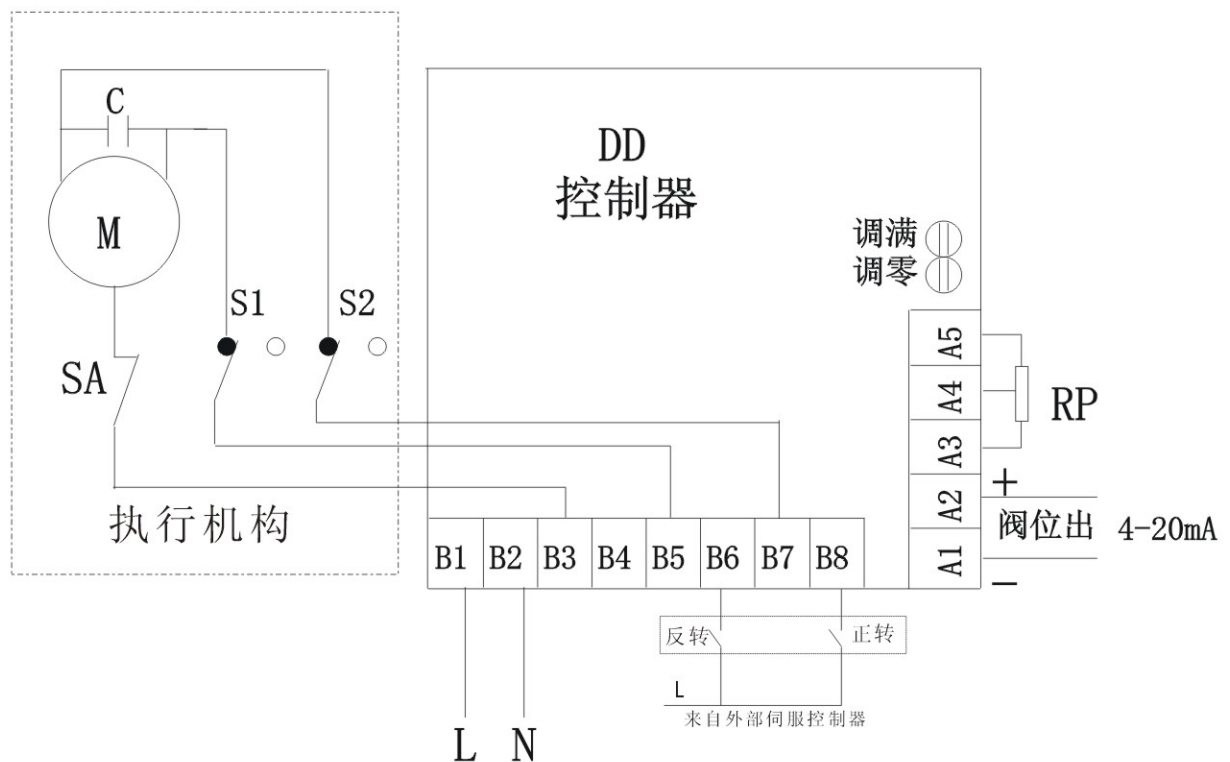 C
M
S1
S2
SA
执行机构
DD
控制器
调满
调零
A5
A4
A3
A2
A1
RP
+
阀位出 4-20mA
−
B1 B2 B3 B4 B5 B6 B7 B8
反转 正转
L
来自外部伺服控制器
L N